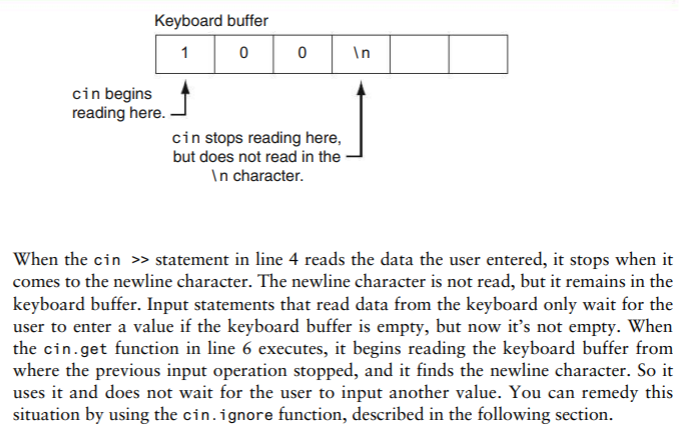 Keyboard buffer
1 0 0 \n
cin begins
reading here.
cin stops reading here,
but does not read in the
\n character.
When the cin >> statement in line 4 reads the data the user entered, it stops when it
comes to the newline character. The newline character is not read, but it remains in the
keyboard buffer. Input statements that read data from the keyboard only wait for the
user to enter a value if the keyboard buffer is empty, but now it’s not empty. When
the cin.get function in line 6 executes, it begins reading the keyboard buffer from
where the previous input operation stopped, and it finds the newline character. So it
uses it and does not wait for the user to input another value. You can remedy this
situation by using the cin.ignore function, described in the following section.